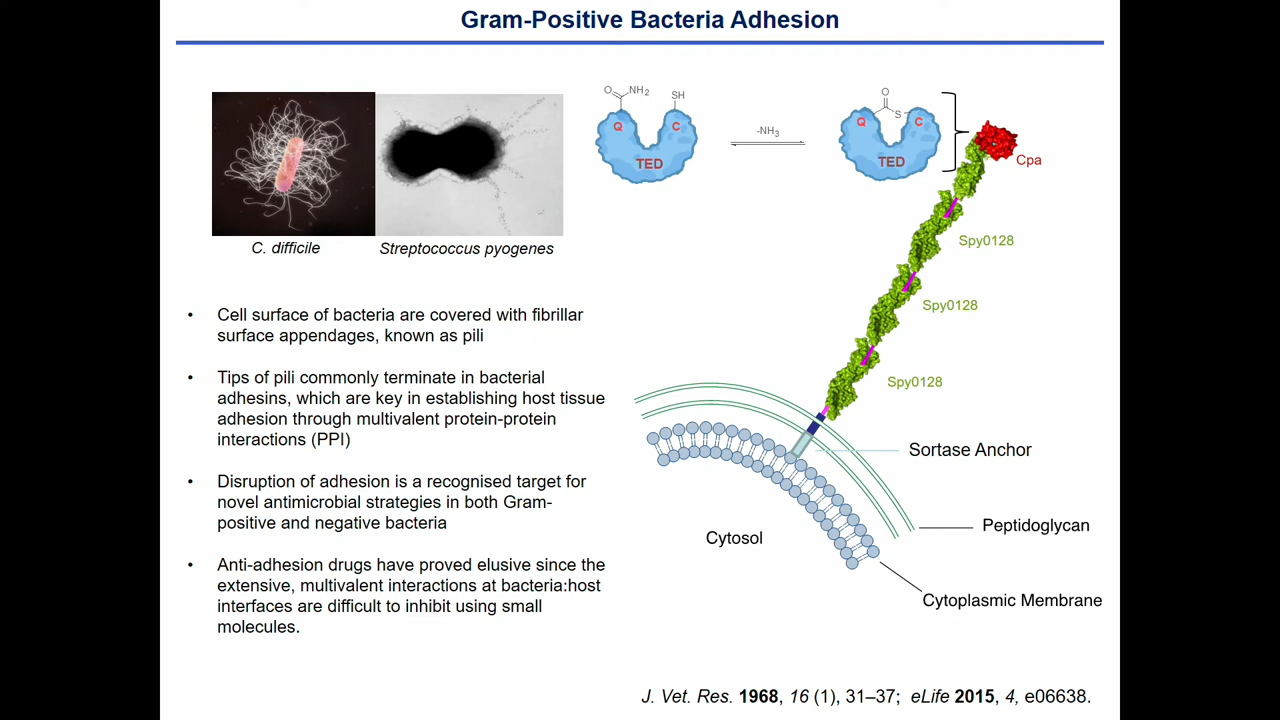 Gram-Positive Bacteria Adhesion
O
NH2
SH
Q
C
TED
-NH3
O
S
Q
C
TED
Cpa
Spy0128
Spy0128
Spy0128
C. difficile
Streptococcus pyogenes
• Cell surface of bacteria are covered with fibrillar
surface appendages, known as pili
• Tips of pili commonly terminate in bacterial
adhesins, which are key in establishing host tissue
adhesion through multivalent protein-protein
interactions (PPI)
• Disruption of adhesion is a recognised target for
novel antimicrobial strategies in both Gram-
positive and negative bacteria
• Anti-adhesion drugs have proved elusive since the
extensive, multivalent interactions at bacteria:host
interfaces are difficult to inhibit using small
molecules.
Sortase Anchor
Peptidoglycan
Cytosol
Cytoplasmic Membrane
J. Vet. Res. 1968, 16 (1), 31–37; eLife 2015, 4, e06638.